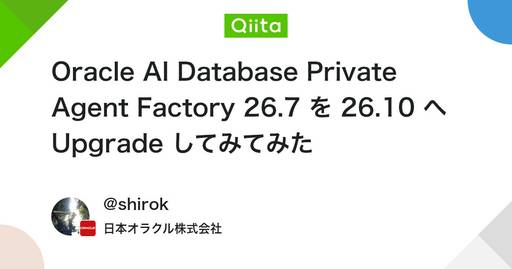 Qiita
Oracle AI Database Private
Agent Factory 26.7 を 26.10 へ
Upgrade してみてみた
@shirok
日本オラクル株式会社